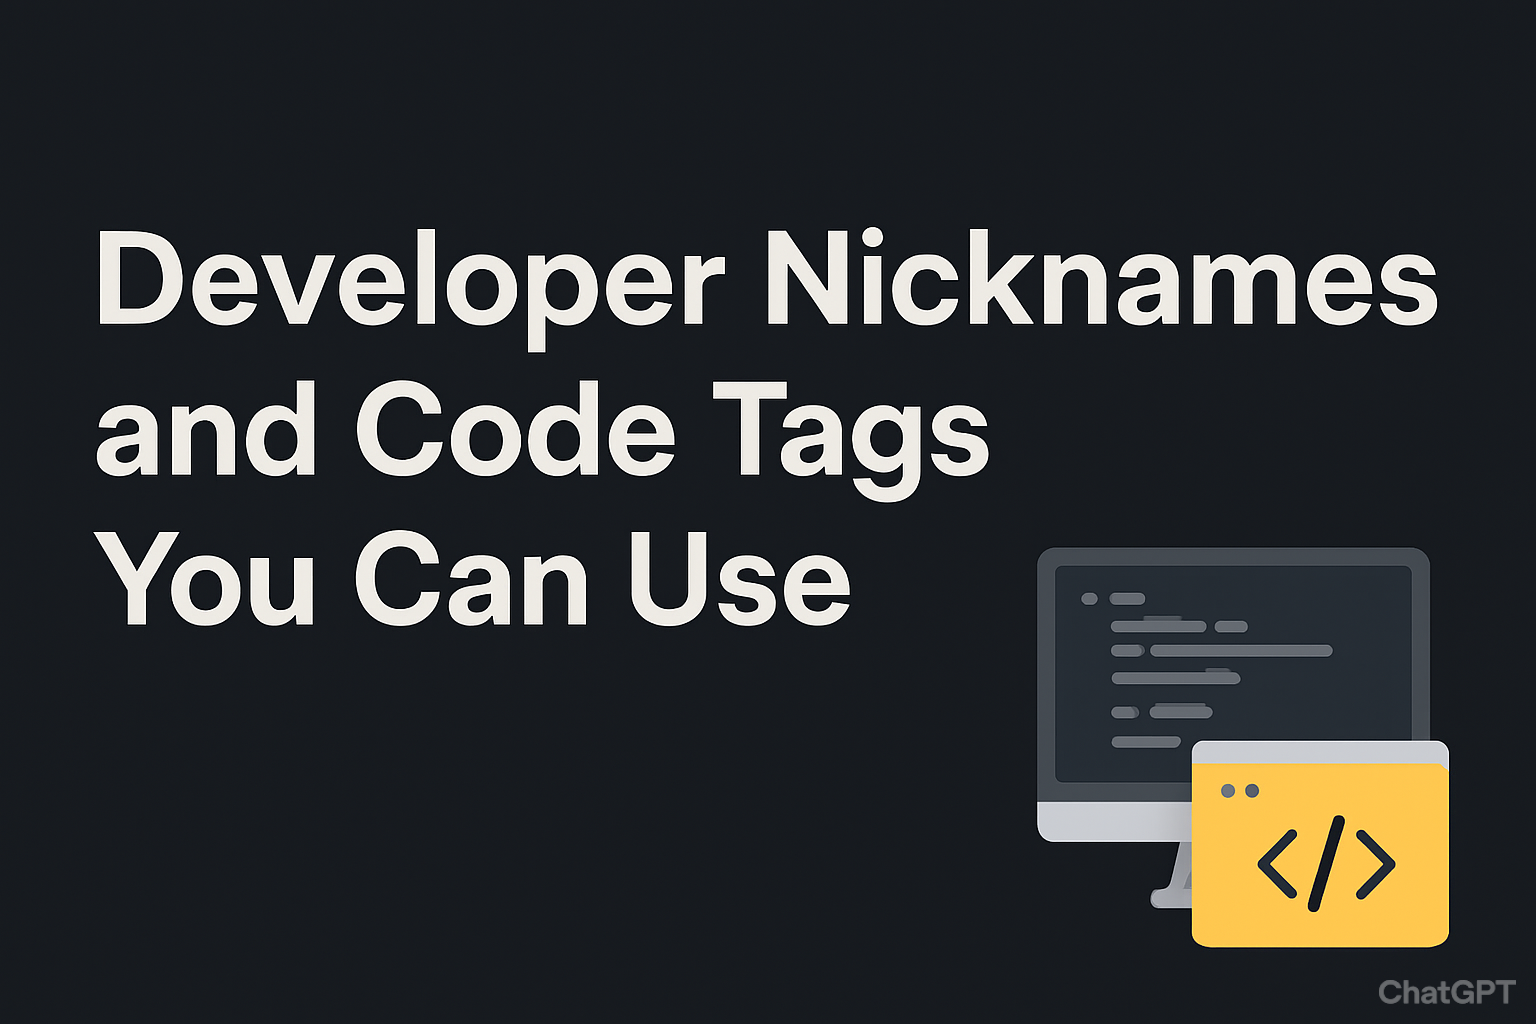 Developer Nicknames
and Code Tags
You Can Use
</>
ChatGPT